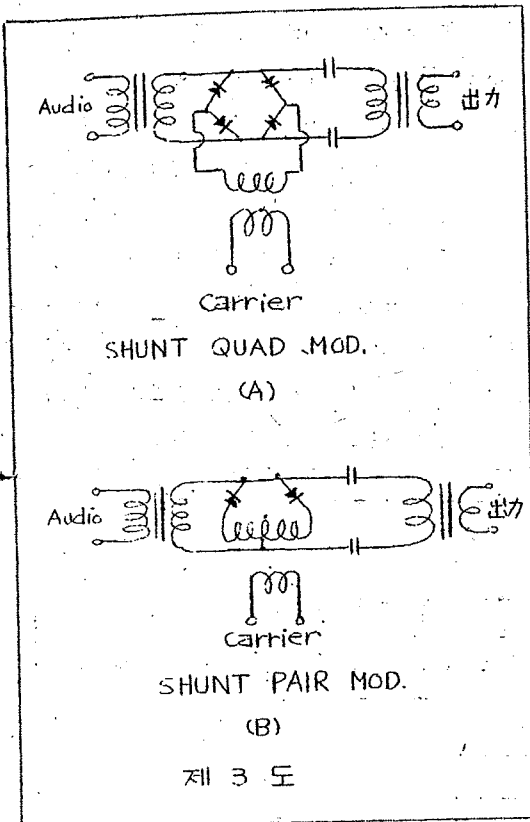 Audio
出力
Carrier
SHUNT QUAD MOD.
(A)
Audio
出力
Carrier
SHUNT PAIR MOD.
(B)
제 3 도